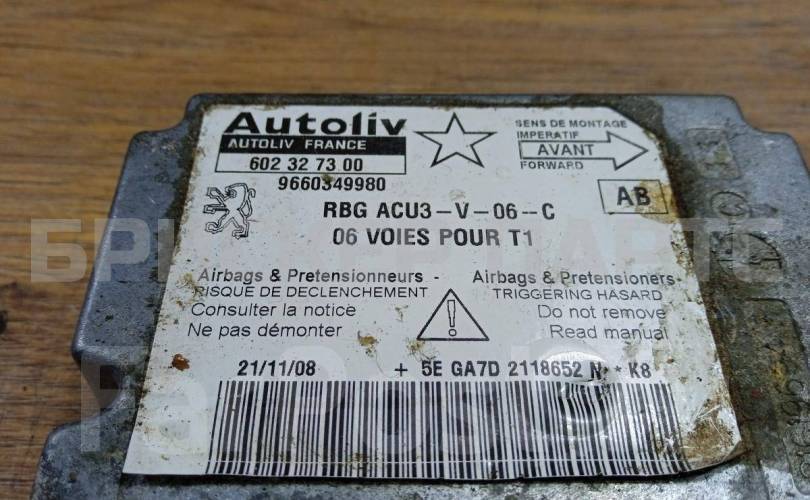 Autoliv
AUTOLIV FRANCE
602 32 73 00
9660349980
SENS DE MONTAGE
IMPERATIF
AVANT
FORWARD
AB
RBG ACU3-V-06-C
06 VOIES POUR T1
Airbags & Pretensionneurs -
RISQUE DE DECLENCHEMENT
Consulter la notice
Ne pas démonter
Airbags & Pretensioners
TRIGGERING HASARD
Do not remove
Read manual
21/11/08 + 5E GA7D 2118652 N * K8